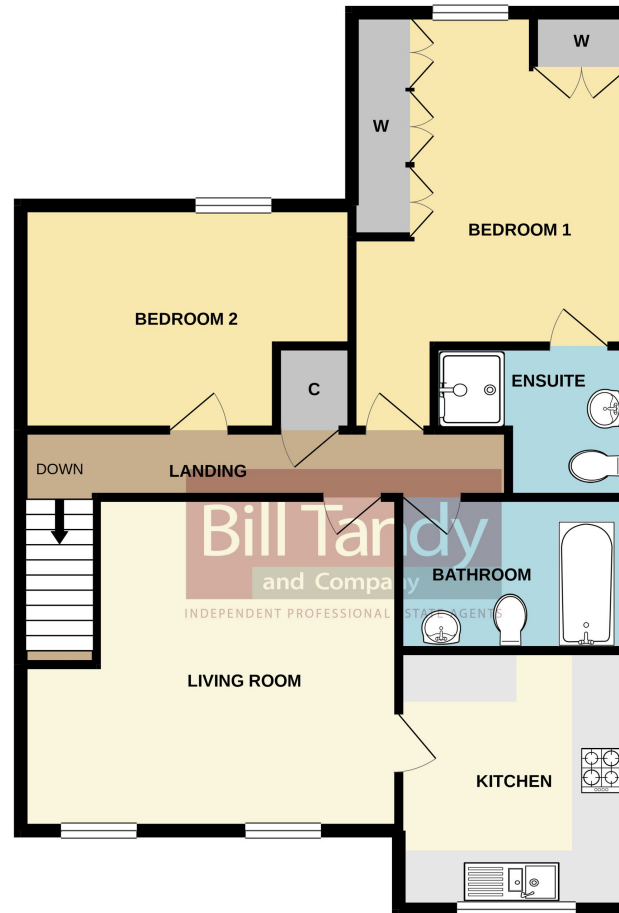 W
W
BEDROOM 1
BEDROOM 2
ENSUITE
C
DOWN
LANDING
Bill Tandy
and Company
INDEPENDENT PROFESSIONAL ESTATE AGENTS
BATHROOM
LIVING ROOM
KITCHEN